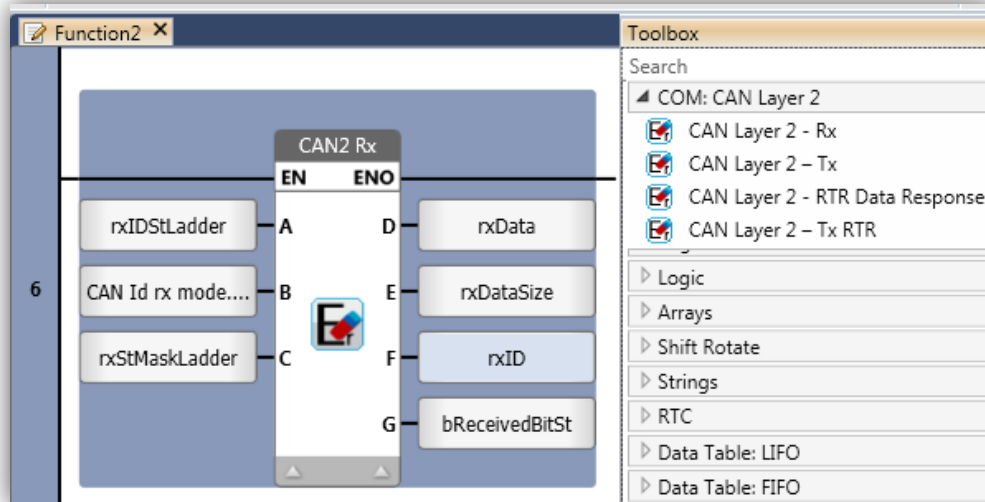 Function2
CAN2 Rx
EN ENO
rxIDStLadder A D rxData
6 CAN Id rx mode.... B E rxDataSize
rxStMaskLadder C F rxID
G bReceivedBitSt
Toolbox
Search
COM: CAN Layer 2
CAN Layer 2 - Rx
CAN Layer 2 – Tx
CAN Layer 2 - RTR Data Response
CAN Layer 2 – Tx RTR
Logic
Arrays
Shift Rotate
Strings
RTC
Data Table: LIFO
Data Table: FIFO